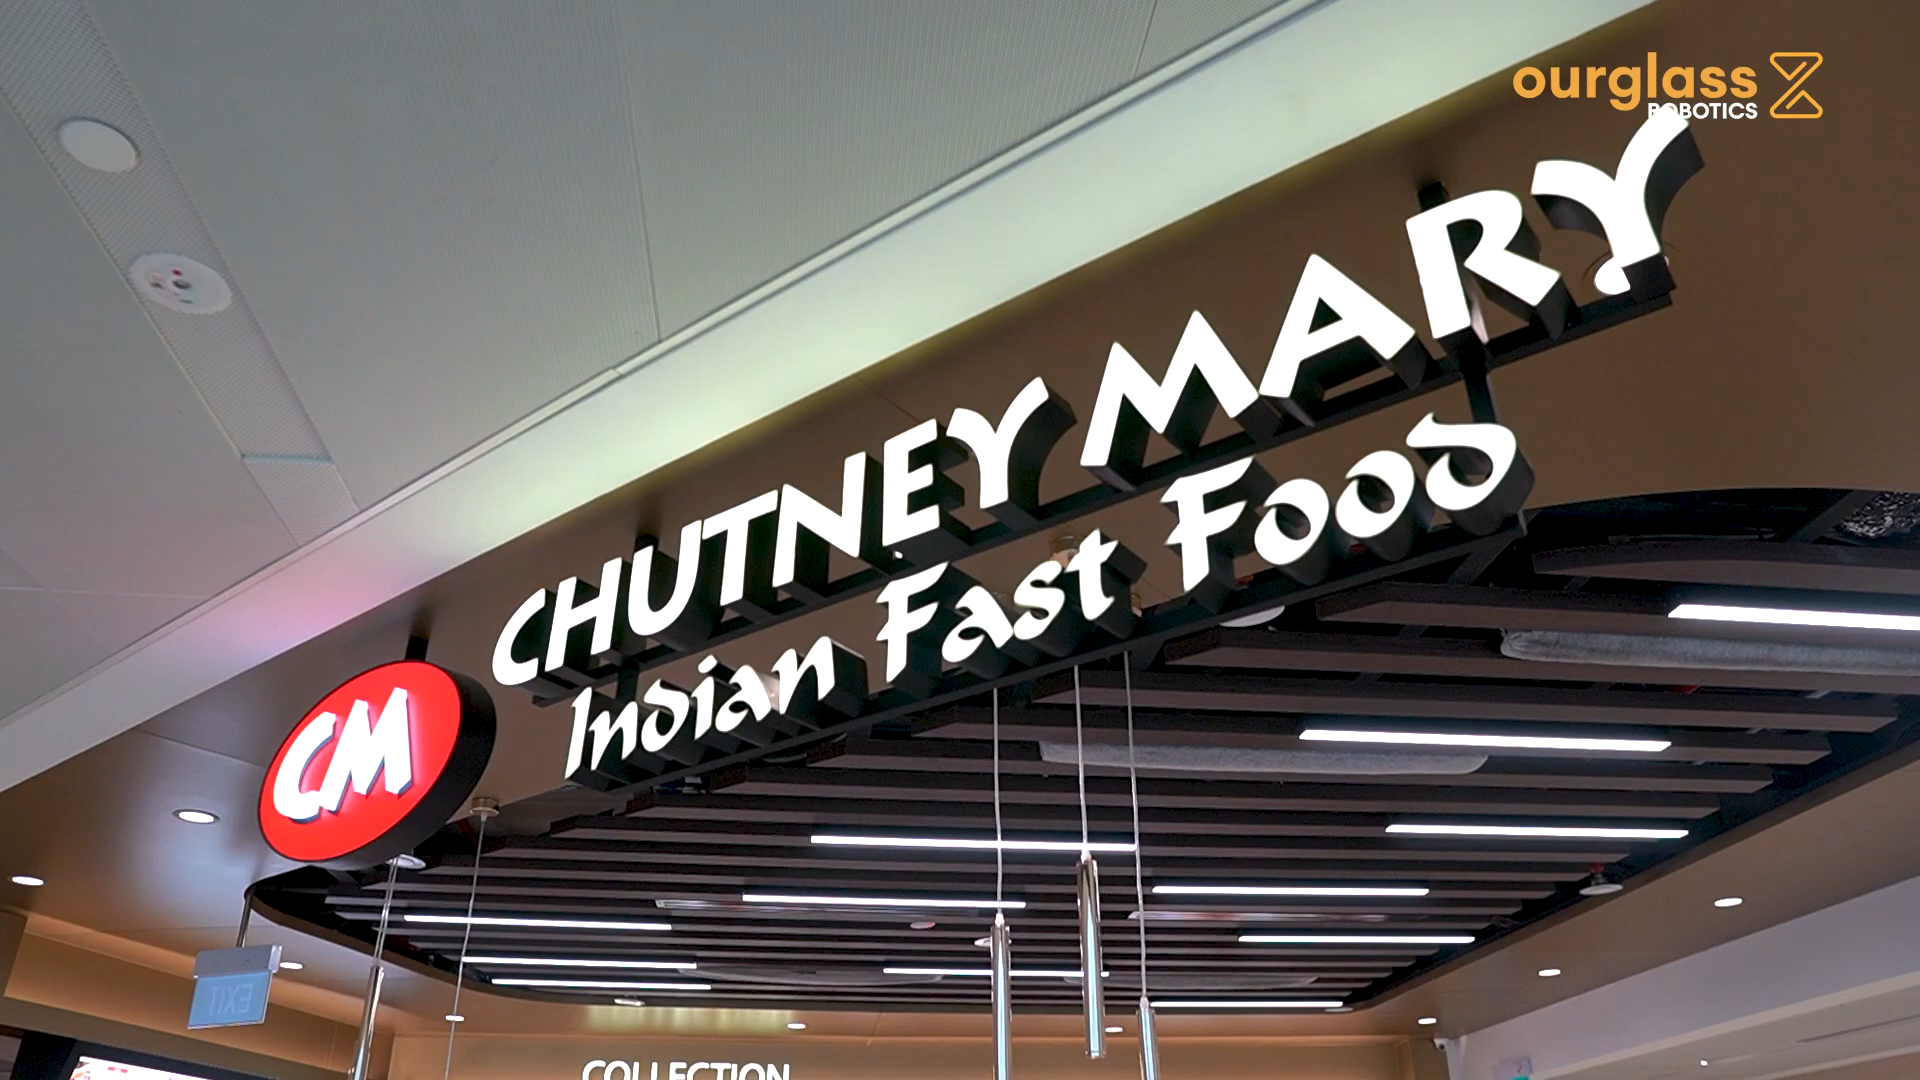 ourglass
ROBOTICS
CHUTNEY MARY
Indian Fast Food
CM
EXIT
COLLECTION